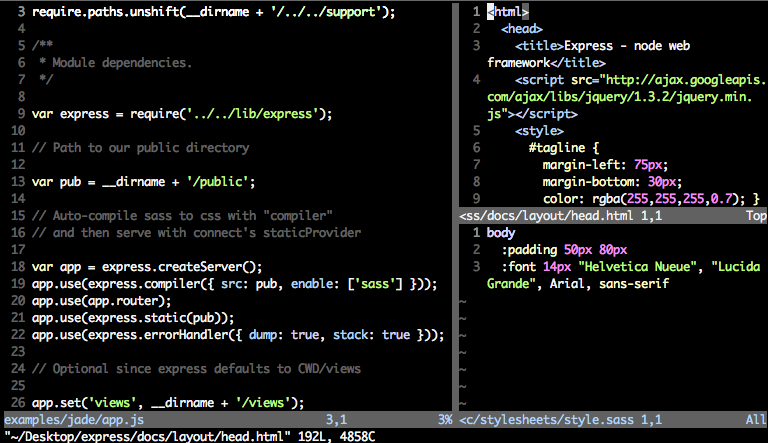 3 require.paths.unshift(__dirname + '/../../support');
4
5 /**
6  * Module dependencies.
7  */
8
9 var express = require('../../lib/express');
10
11 // Path to our public directory
12
13 var pub = __dirname + '/public';
14
15 // Auto-compile sass to css with "compiler"
16 // and then serve with connect's staticProvider
17
18 var app = express.createServer();
19 app.use(express.compiler({ src: pub, enable: ['sass'] }));
20 app.use(app.router);
21 app.use(express.static(pub));
22 app.use(express.errorHandler({ dump: true, stack: true }));
23
24 // Optional since express defaults to CWD/views
25
26 app.set('views', __dirname + '/views');
examples/jade/app.js 3,1 3%
1 <html>
2   <head>
3     <title>Express - node web
framework</title>
4     <script src="http://ajax.googleapis.
com/ajax/libs/jquery/1.3.2/jquery.min.
js"></script>
5     <style>
6       #tagline {
7         margin-left: 75px;
8         margin-bottom: 30px;
9         color: rgba(255,255,255,0.7); }
<ss/docs/layout/head.html 1,1 Top
1 body
2   :padding 50px 80px
3   :font 14px "Helvetica Nueue", "Lucida
Grande", Arial, sans-serif
~
~
~
~
~
~
<c/stylesheets/style.sass 1,1 All
"~/Desktop/express/docs/layout/head.html" 192L, 4858C